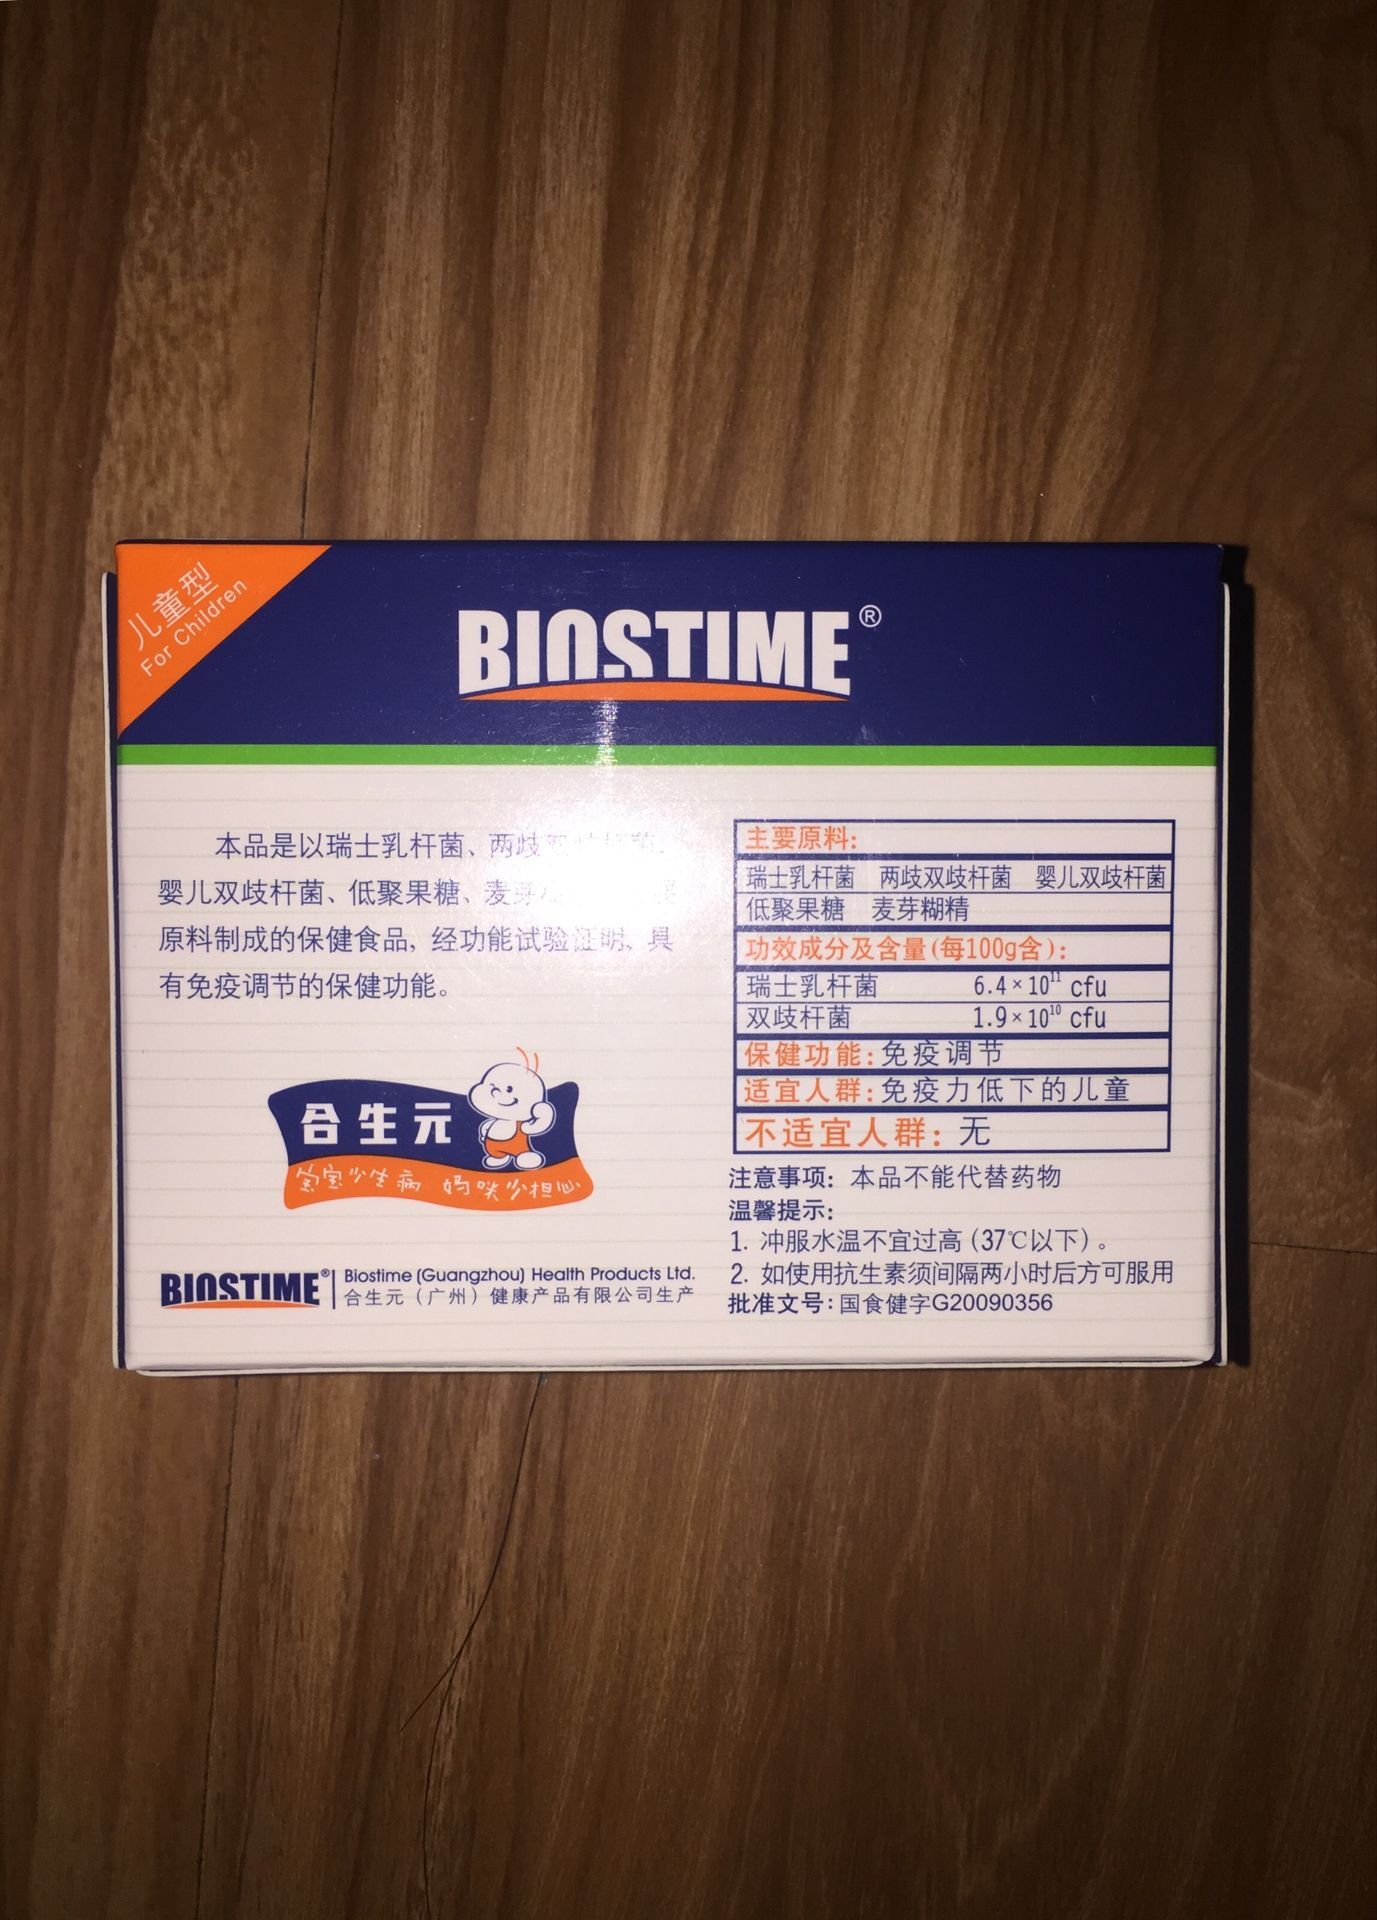 儿童型
For Children
BIOSTIME®
本品是以瑞士乳杆菌、两歧
婴儿双歧杆菌、低聚果糖、麦芽
原料制成的保健食品, 经功能试验证明、具
有免疫调节的保健功能。
合生元
宝宝少生病 妈咪少担心
BIOSTIME®
Biostime (Guangzhou) Health Products Ltd.
合生元（广州）健康产品有限公司生产
主要原料:
瑞士乳杆菌 两歧双歧杆菌 婴儿双歧杆菌
低聚果糖 麦芽糊精
功效成分及含量(每100g含):
瑞士乳杆菌 6.4×10¹¹ cfu
双歧杆菌 1.9×10¹⁰ cfu
保健功能:免疫调节
适宜人群:免疫力低下的儿童
不适宜人群: 无
注意事项: 本品不能代替药物
温馨提示:
1. 冲服水温不宜过高 (37℃以下) 。
2. 如使用抗生素须间隔两小时后方可服用
批准文号:国食健字G20090356